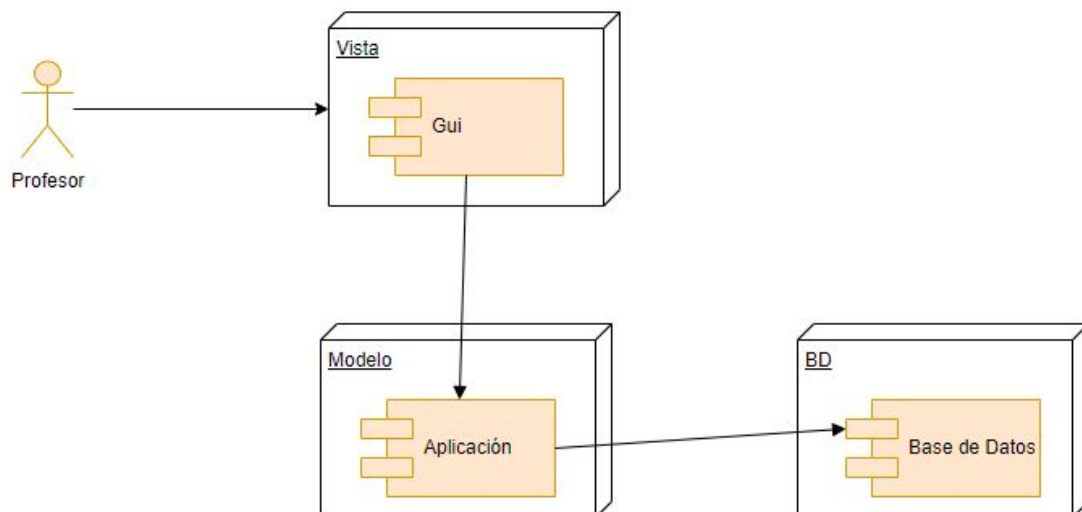 Vista
Gui
Profesor
Modelo
BD
Aplicación
Base de Datos